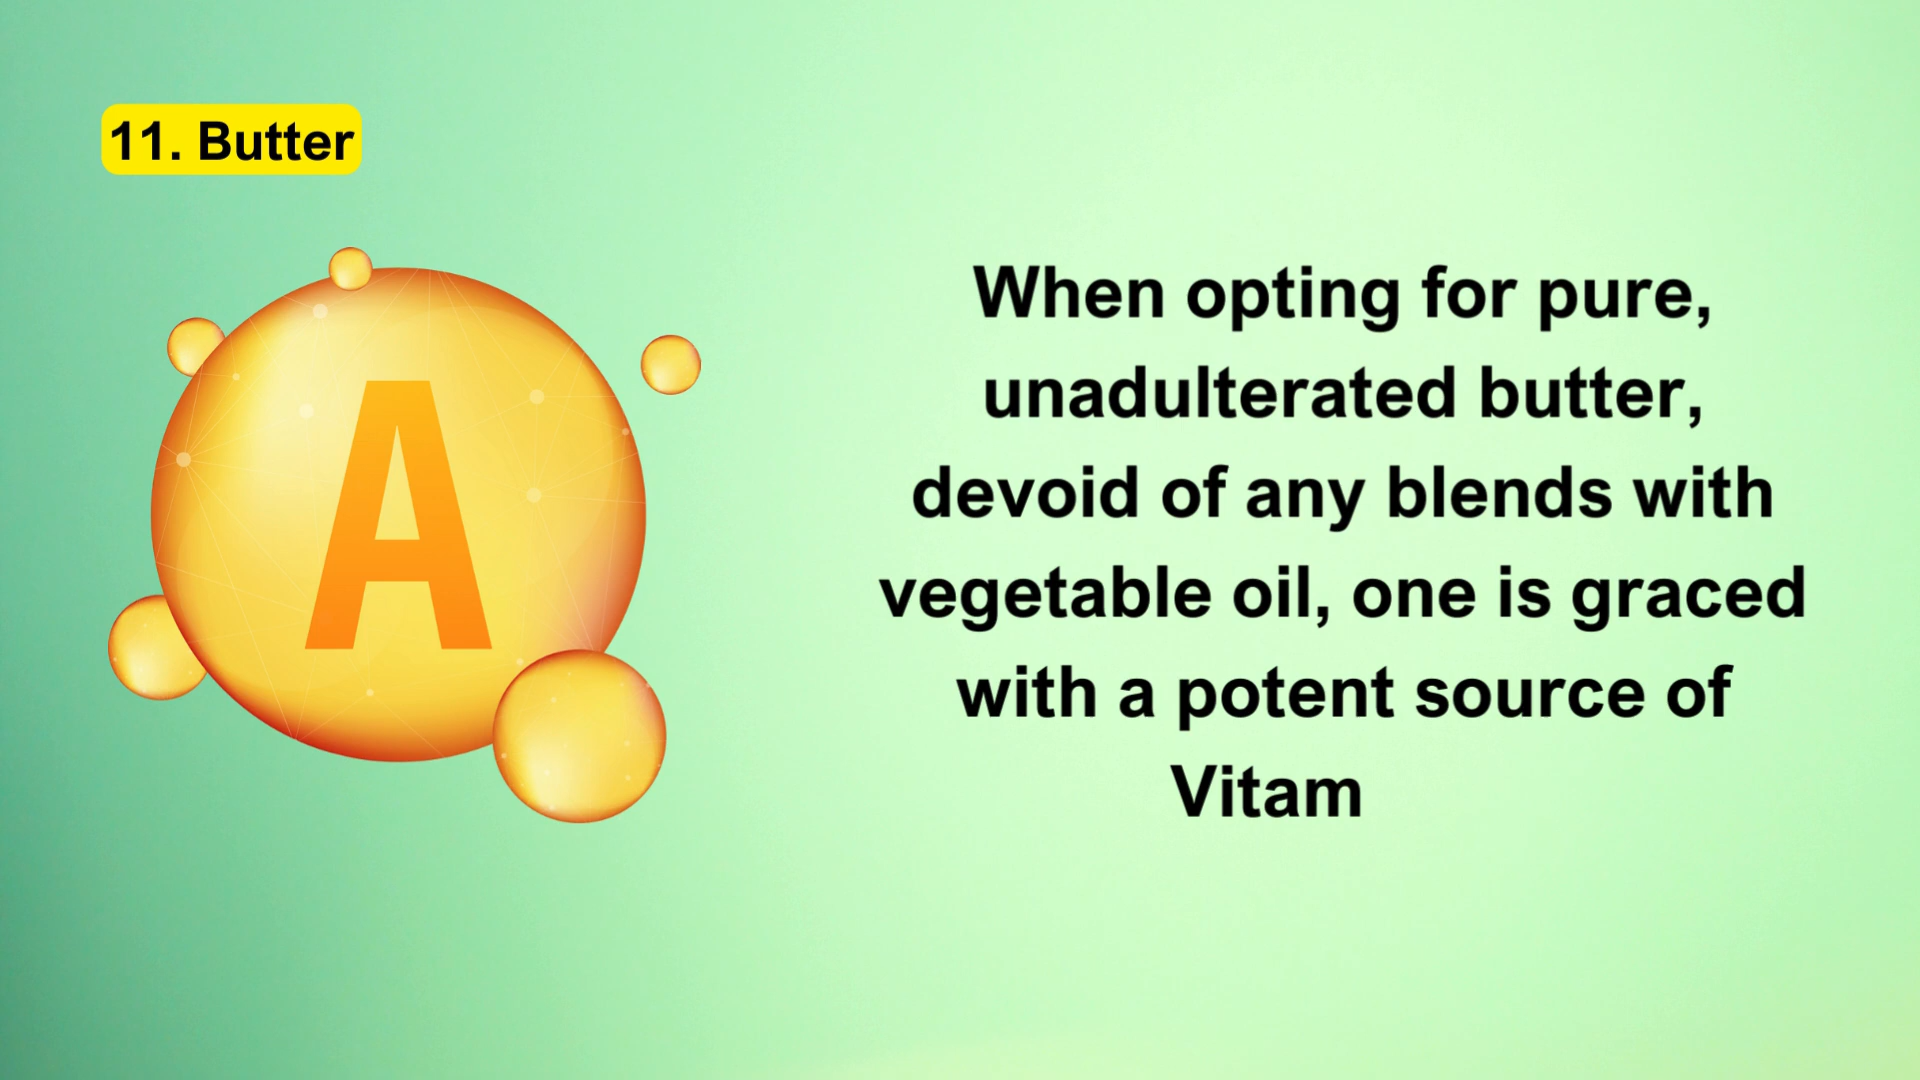 11. Butter
A
When opting for pure,
unadulterated butter,
devoid of any blends with
vegetable oil, one is graced
with a potent source of
Vitam